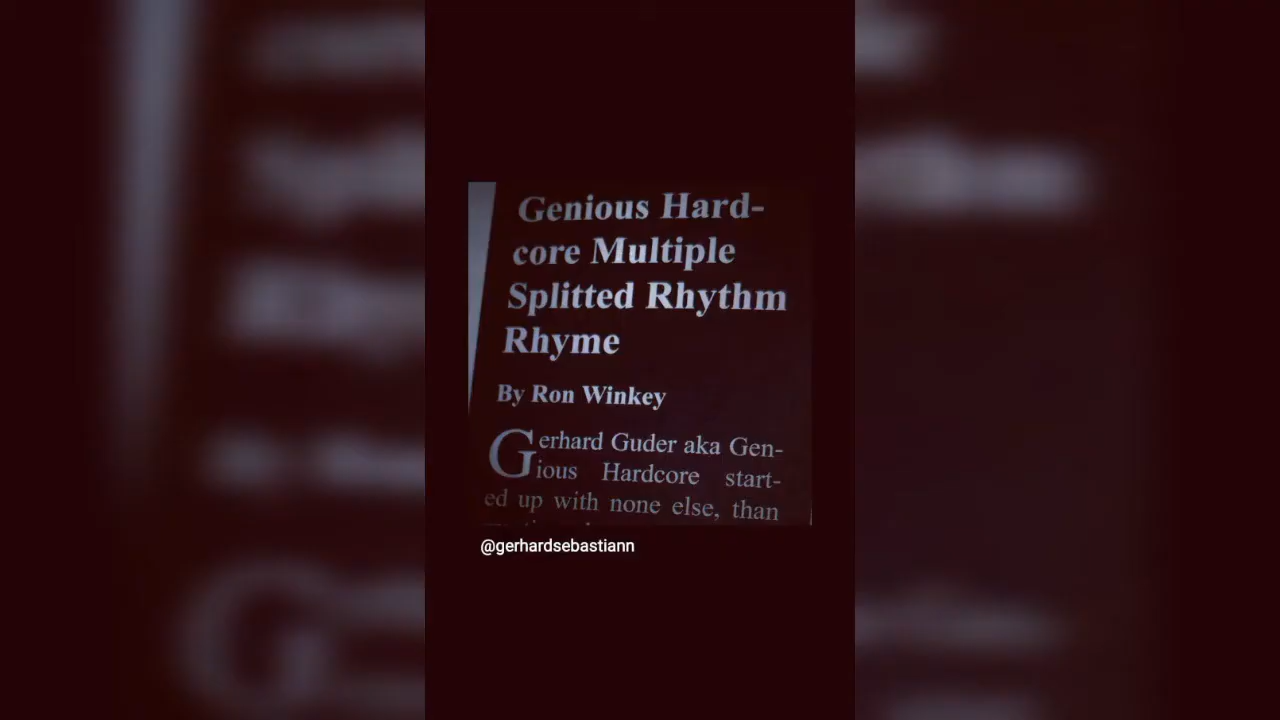 Genious Hard-
core Multiple
Splitted Rhythm
Rhyme
By Ron Winkey
Gerhard Guder aka Gen-
ious Hardcore start-
ed up with none else, than
@gerhardsebastiann